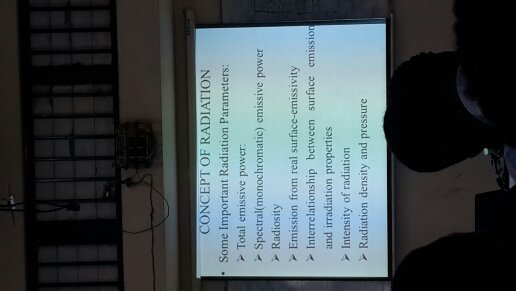 CONCEPT OF RADIATION
• Some Important Radiation Parameters:
➢ Total emissive power:
➢ Spectral(monochromatic) emissive power
➢ Radiosity
➢ Emission from real surface-emissivity
➢ Interrelationship between surface emission
and irradiation properties
➢ Intensity of radiation
➢ Radiation density and pressure